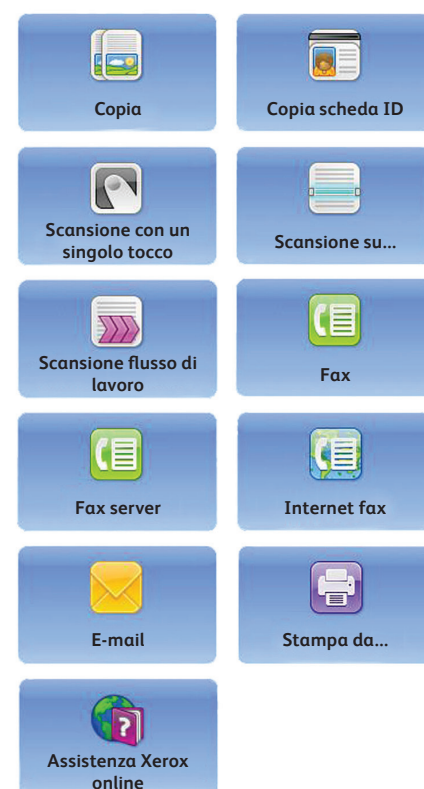 Copia
Copia scheda ID
Scansione con un
singolo tocco
Scansione su...
Scansione flusso di
lavoro
Fax
Fax server
Internet fax
E-mail
Stampa da...
Assistenza Xerox
online